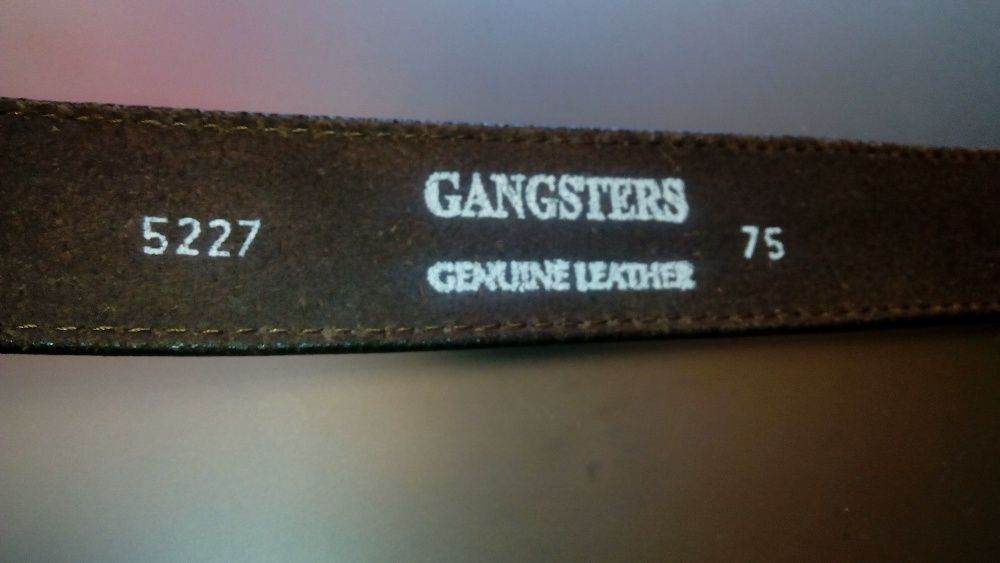 5227
GANGSTERS
GENUINE LEATHER
75